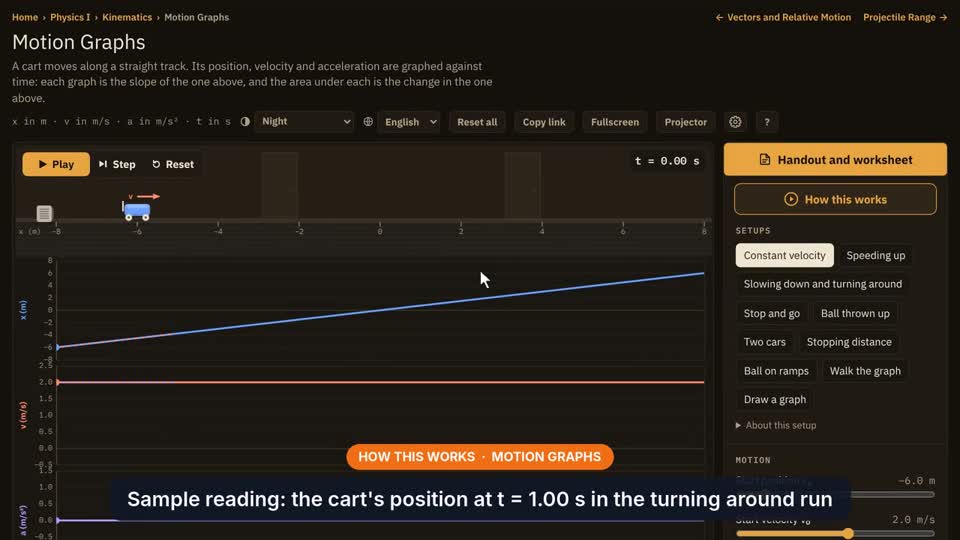 Home › Physics I › Kinematics › Motion Graphs
← Vectors and Relative Motion Projectile Range →
Motion Graphs
A cart moves along a straight track. Its position, velocity and acceleration are graphed against
time: each graph is the slope of the one above, and the area under each is the change in the one
above.
x in m · v in m/s · a in m/s² · t in s Night English Reset all Copy link Fullscreen Projector ?
Play Step Reset t = 0.00 s
v
x (m) -8 -6 -4 -2 0 2 4 6 8
x (m)
8
6
4
2
0
-2
-4
-6
-8
v (m/s)
2.5
2.0
1.5
1.0
0.5
0.0
-0.5
a (m/s²)
1.5
1.0
0.5
0.0
-0.5
Handout and worksheet
How this works
SETUPS
Constant velocity Speeding up
Slowing down and turning around
Stop and go Ball thrown up
Two cars Stopping distance
Ball on ramps Walk the graph
Draw a graph
About this setup
MOTION
-6.0 m
Start velocity v₀ 2.0 m/s
HOW THIS WORKS · MOTION GRAPHS
Sample reading: the cart's position at t = 1.00 s in the turning around run